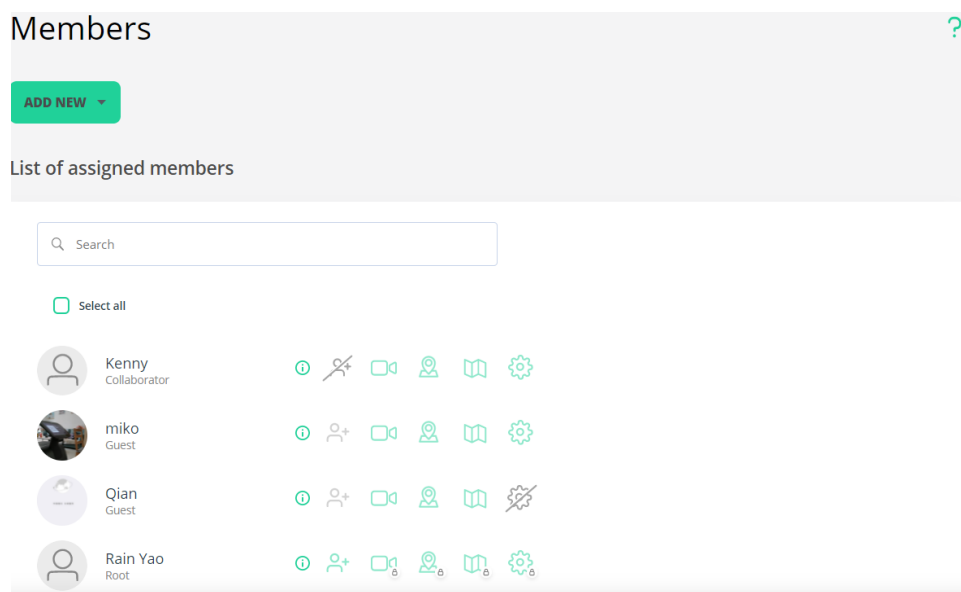 Members
?
ADD NEW
List of assigned members
Search
Select all
Kenny
Collaborator
miko
Guest
Qian
Guest
Rain Yao
Root